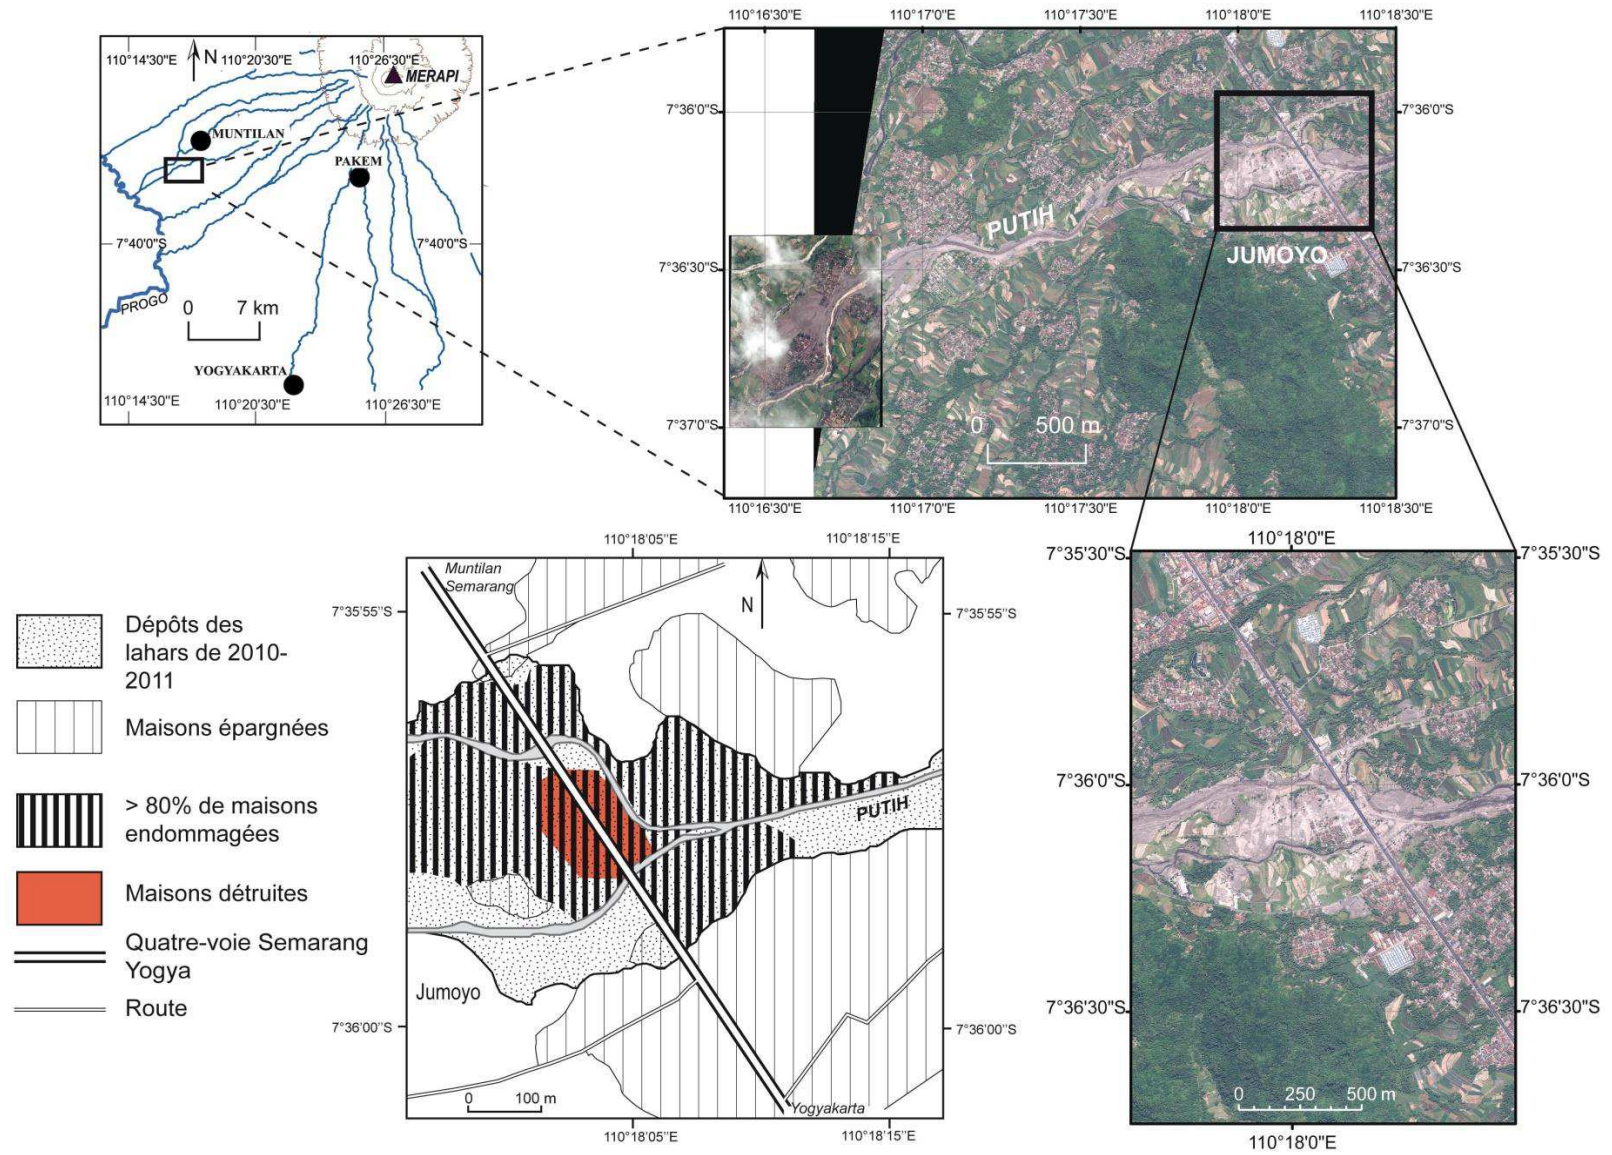 110°14'30"E
N
110°20'30"E
110°26'30"E
MERAPI
MUNTILAN
PAKEM
7°40'0"S
7°40'0"S
PROGO
0 7 km
YOGYAKARTA
110°14'30"E
110°20'30"E
110°26'30"E
110°16'30"E
110°17'0"E
110°17'30"E
110°18'0"E
110°18'30"E
7°36'0"S
7°36'0"S
PUTIH
JUMOYO
7°36'30"S
7°36'30"S
0 500 m
7°37'0"S
7°37'0"S
110°16'30"E
110°17'0"E
110°17'30"E
110°18'0"E
110°18'30"E
Dépôts des
lahars de 2010-
2011
Maisons épargnées
> 80% de maisons
endommagées
Maisons détruites
Quatre-voie Semarang
Yogya
Route
110°18'05"E
110°18'15"E
Muntilan
Semarang
N
7°35'55"S
7°35'55"S
PUTIH
Jumoyo
7°36'00"S
7°36'00"S
0 100 m
Yogyakarta
110°18'05"E
110°18'15"E
110°18'0"E
7°35'30"S
7°35'30"S
7°36'0"S
7°36'0"S
7°36'30"S
7°36'30"S
0 250 500 m
110°18'0"E